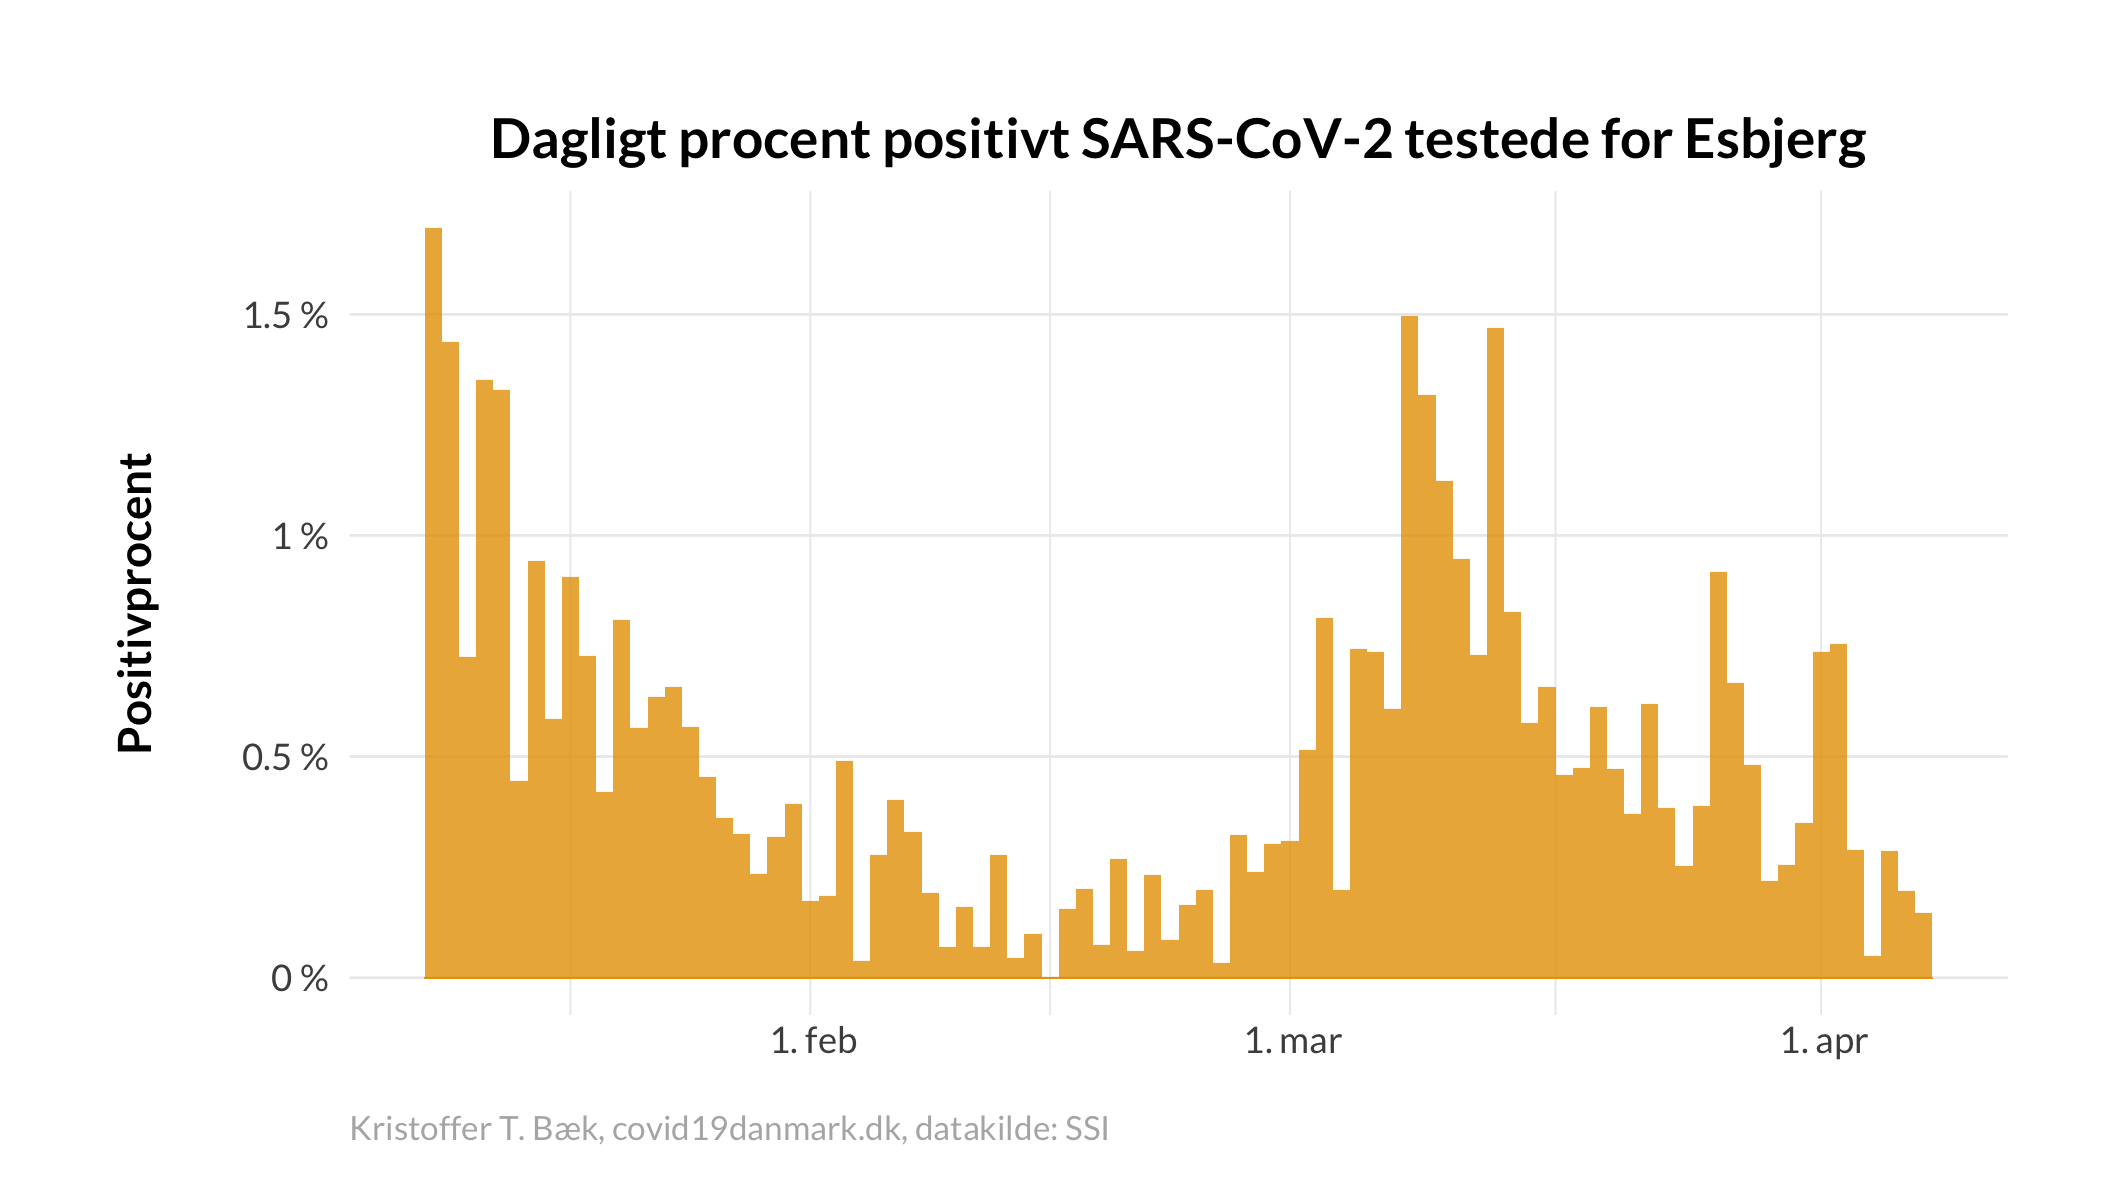 Dagligt procent positivt SARS-CoV-2 testede for Esbjerg
Positivprocent
1.5 %
1 %
0.5 %
0 %
1. feb
1. mar
1. apr
Kristoffer T. Bæk, covid19danmark.dk, datakilde: SSI